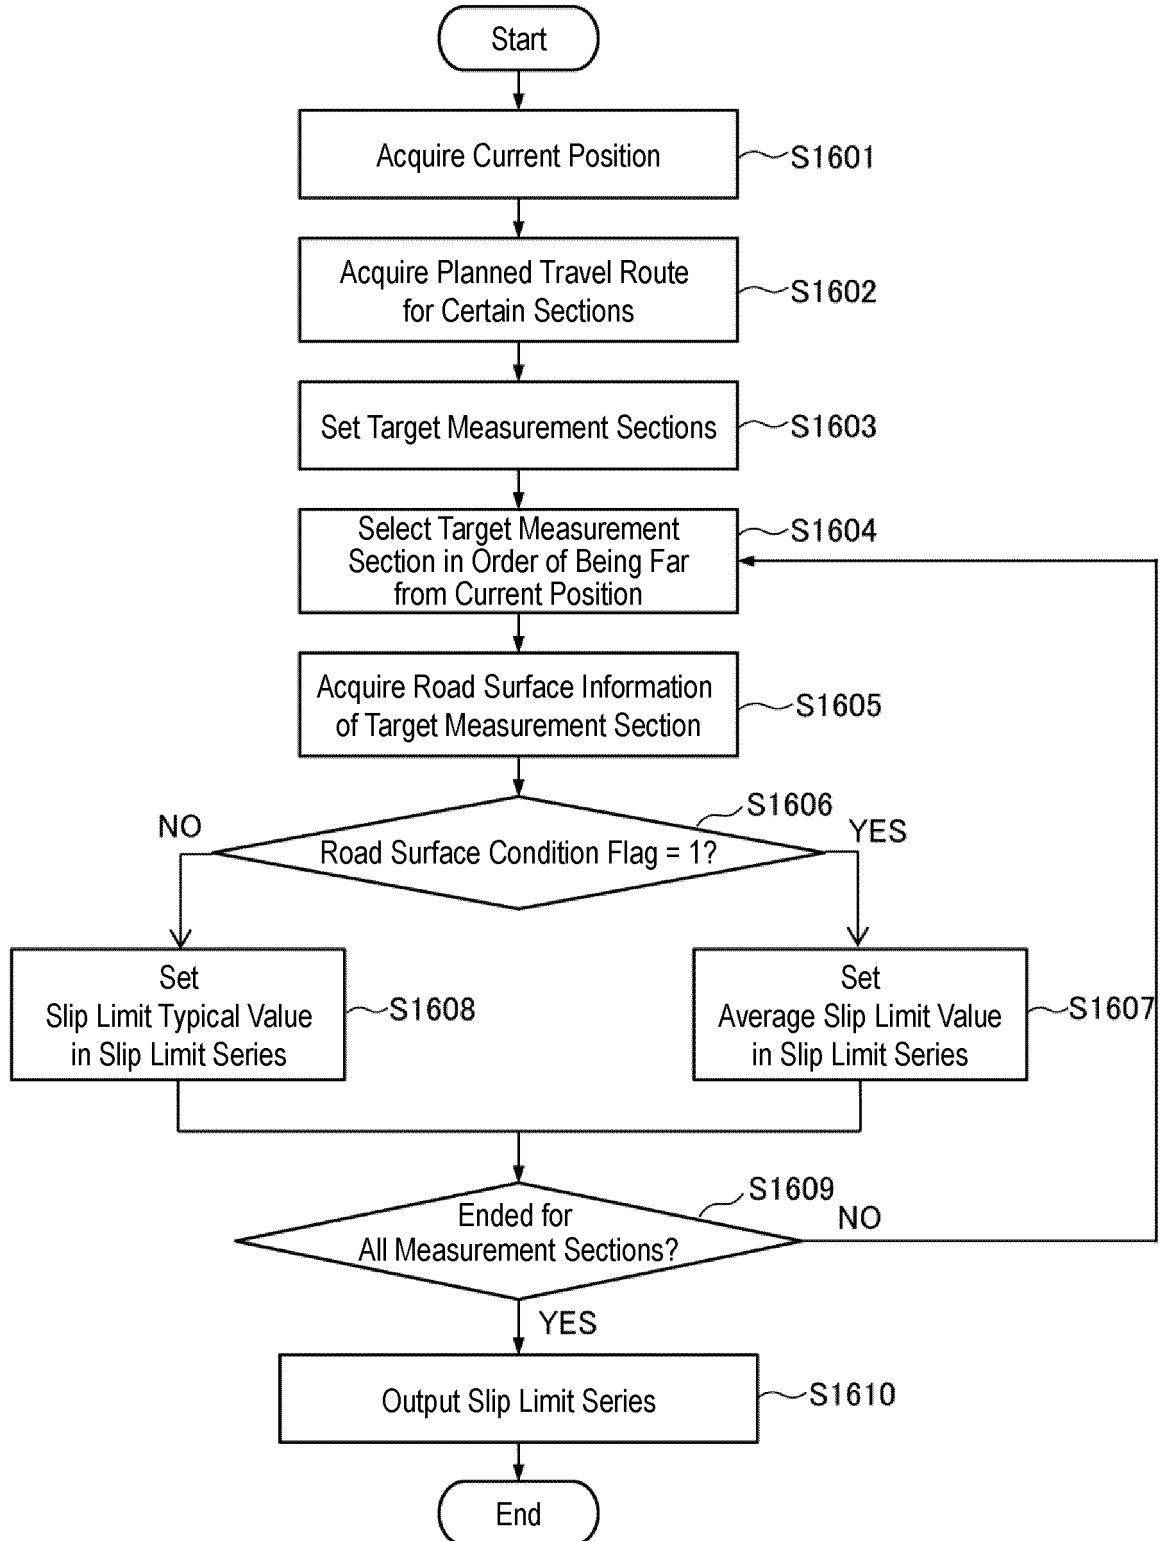 Start
Acquire Current Position
S1601
Acquire Planned Travel Route
for Certain Sections
S1602
Set Target Measurement Sections
S1603
Select Target Measurement
Section in Order of Being Far
from Current Position
S1604
Acquire Road Surface Information
of Target Measurement Section
S1605
Road Surface Condition Flag = 1?
S1606
NO
YES
Set
Slip Limit Typical Value
in Slip Limit Series
S1608
Set
Average Slip Limit Value
in Slip Limit Series
S1607
Ended for
All Measurement Sections?
S1609
NO
YES
Output Slip Limit Series
S1610
End